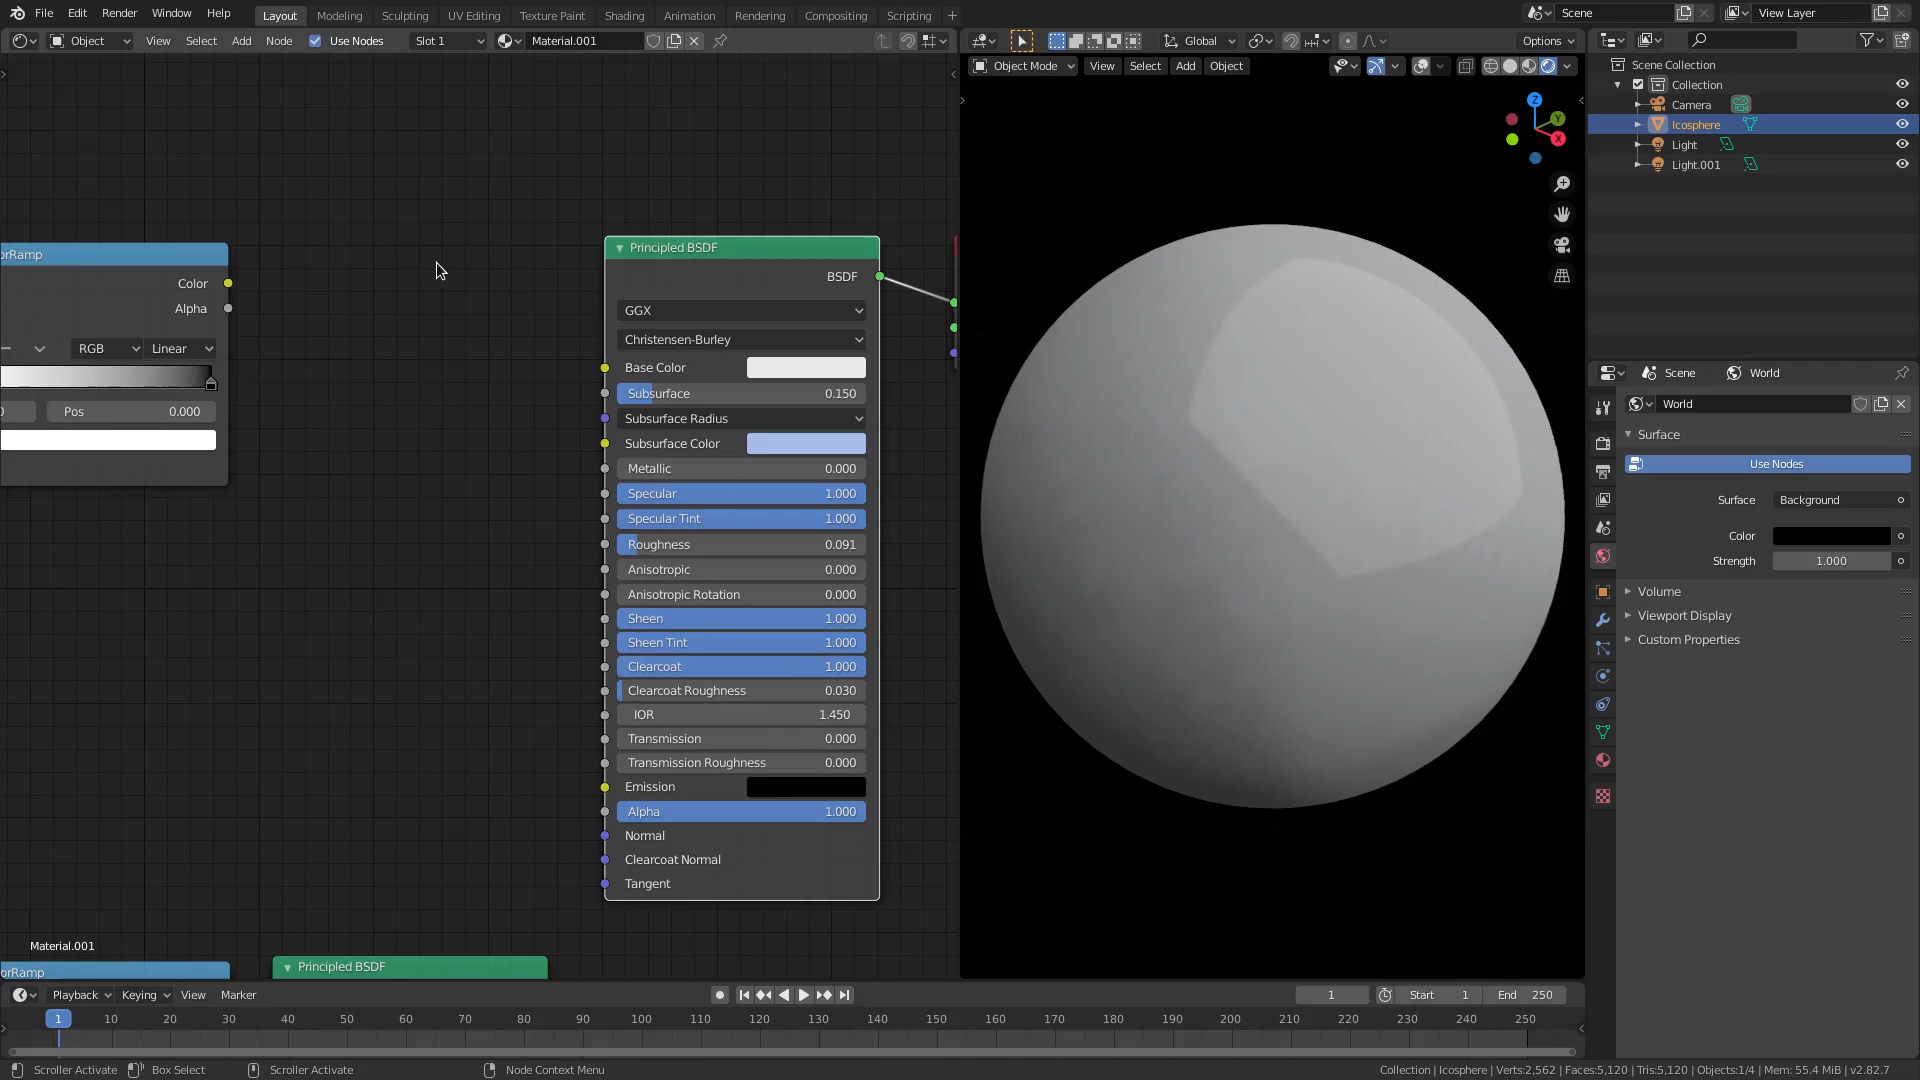 File Edit Render Window Help Layout Modeling Sculpting UV Editing Texture Paint Shading Animation Rendering Compositing Scripting + Scene View Layer
Object View Select Add Node Use Nodes Slot 1 Material.001 Global Options
Object Mode View Select Add Object
Scene Collection
Collection
Camera
Icosphere
Light
Light.001
Z
Y
X
orRamp
Color
Alpha
RGB Linear
0 Pos 0.000
Principled BSDF
BSDF
GGX
Christensen-Burley
Base Color
Subsurface 0.150
Subsurface Radius
Subsurface Color
Metallic 0.000
Specular 1.000
Specular Tint 1.000
Roughness 0.091
Anisotropic 0.000
Anisotropic Rotation 0.000
Sheen 1.000
Sheen Tint 1.000
Clearcoat 1.000
Clearcoat Roughness 0.030
IOR 1.450
Transmission 0.000
Transmission Roughness 0.000
Emission
Alpha 1.000
Normal
Clearcoat Normal
Tangent
Scene World
World
Surface
Use Nodes
Surface Background
Color
Strength 1.000
Volume
Viewport Display
Custom Properties
Material.001
orRamp
Principled BSDF
Playback Keying View Marker 1 Start 1 End 250
1 10 20 30 40 50 60 70 80 90 100 110 120 130 140 150 160 170 180 190 200 210 220 230 240 250
Scroller Activate Box Select Scroller Activate Node Context Menu Collection | Icosphere | Verts:2,562 | Faces:5,120 | Tris:5,120 | Objects:1/4 | Mem: 55.4 MiB | v2.82.7